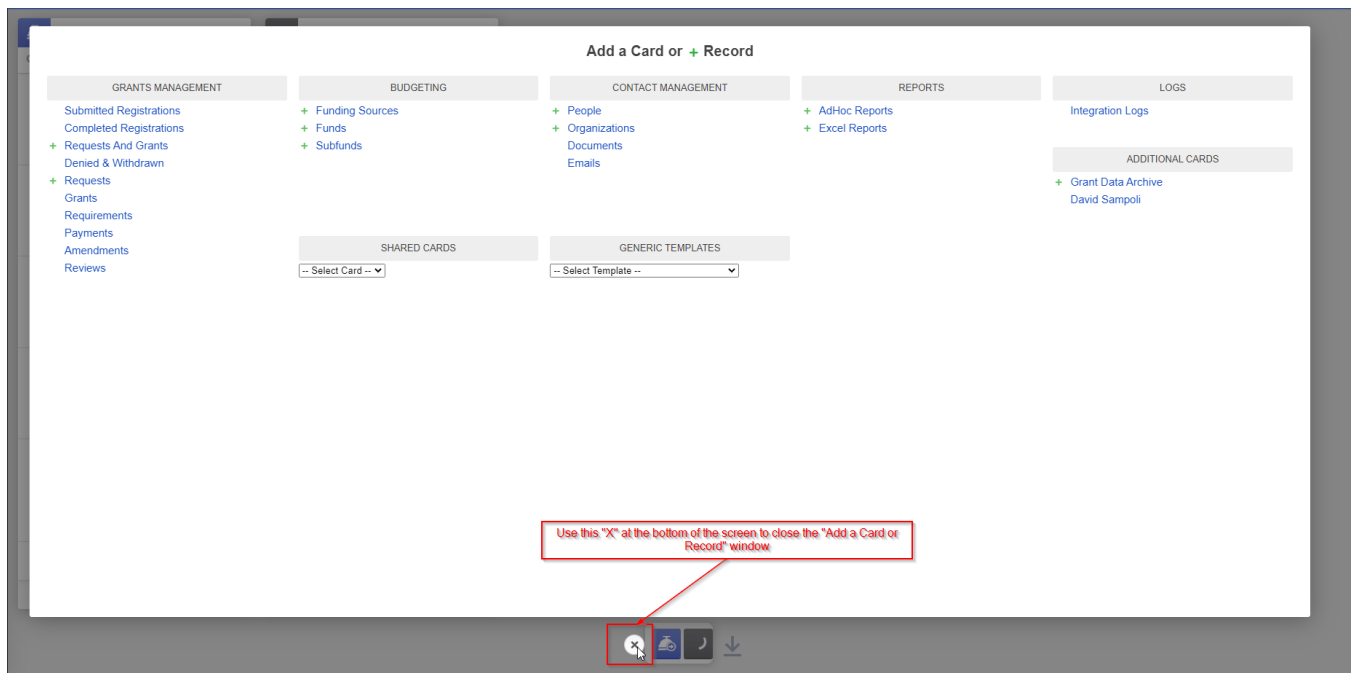 Add a Card or + Record
GRANTS MANAGEMENT
Submitted Registrations
Completed Registrations
+ Requests And Grants
Denied & Withdrawn
+ Requests
Grants
Requirements
Payments
Amendments
Reviews
BUDGETING
+ Funding Sources
+ Funds
+ Subfunds
SHARED CARDS
-- Select Card --
CONTACT MANAGEMENT
+ People
+ Organizations
Documents
Emails
GENERIC TEMPLATES
-- Select Template --
REPORTS
+ AdHoc Reports
+ Excel Reports
LOGS
Integration Logs
ADDITIONAL CARDS
+ Grant Data Archive
David Sampoli
Use this "X" at the bottom of the screen to close the "Add a Card or
Record" window